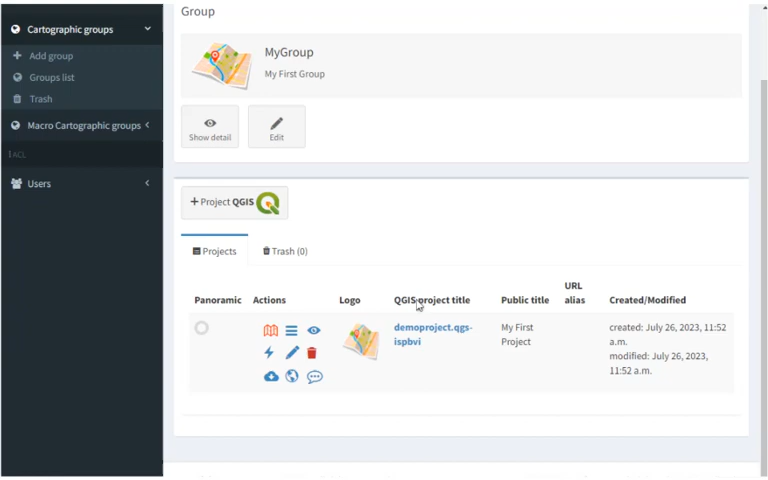 Cartographic groups
Add group
Groups list
Trash
Macro Cartographic groups
ACL
Users
Group
MyGroup
My First Group
Show detail
Edit
+ Project QGIS
Projects
Trash (0)
Panoramic Actions Logo QGIS project title Public title URL alias Created/Modified
demoproject.qgs-
ispbvi
My First
Project
created: July 26, 2023, 11:52
a.m.
modified: July 26, 2023,
11:52 a.m.